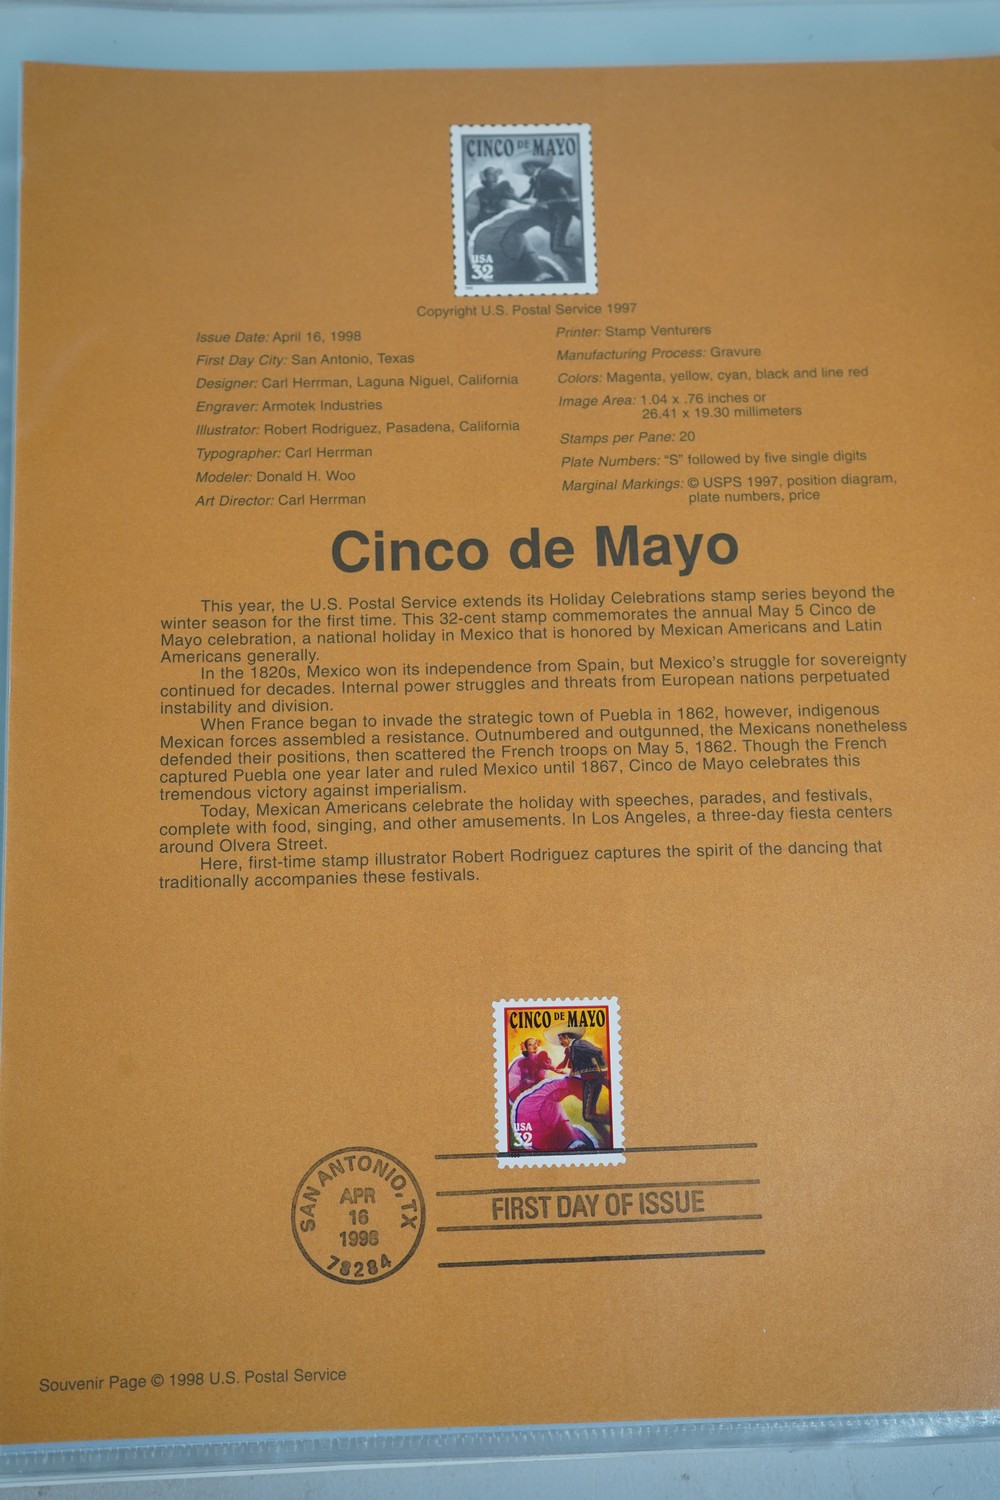 CINCO DE MAYO
USA
32
Copyright U.S. Postal Service 1997
Issue Date: April 16, 1998
First Day City: San Antonio, Texas
Designer: Carl Herrman, Laguna Niguel, California
Engraver: Armotek Industries
Illustrator: Robert Rodriguez, Pasadena, California
Typographer: Carl Herrman
Modeler: Donald H. Woo
Art Director: Carl Herrman
Printer: Stamp Venturers
Manufacturing Process: Gravure
Colors: Magenta, yellow, cyan, black and line red
Image Area: 1.04 x .76 inches or
26.41 x 19.30 millimeters
Stamps per Pane: 20
Plate Numbers: “S” followed by five single digits
Marginal Markings: © USPS 1997, position diagram,
plate numbers, price
Cinco de Mayo
This year, the U.S. Postal Service extends its Holiday Celebrations stamp series beyond the
winter season for the first time. This 32-cent stamp commemorates the annual May 5 Cinco de
Mayo celebration, a national holiday in Mexico that is honored by Mexican Americans and Latin
Americans generally.
In the 1820s, Mexico won its independence from Spain, but Mexico’s struggle for sovereignty
continued for decades. Internal power struggles and threats from European nations perpetuated
instability and division.
When France began to invade the strategic town of Puebla in 1862, however, indigenous
Mexican forces assembled a resistance. Outnumbered and outgunned, the Mexicans nonetheless
defended their positions, then scattered the French troops on May 5, 1862. Though the French
captured Puebla one year later and ruled Mexico until 1867, Cinco de Mayo celebrates this
tremendous victory against imperialism.
Today, Mexican Americans celebrate the holiday with speeches, parades, and festivals,
complete with food, singing, and other amusements. In Los Angeles, a three-day fiesta centers
around Olvera Street.
Here, first-time stamp illustrator Robert Rodriguez captures the spirit of the dancing that
traditionally accompanies these festivals.
CINCO DE MAYO
USA
32
SAN ANTONIO, TX
APR
16
1998
78284
FIRST DAY OF ISSUE
Souvenir Page © 1998 U.S. Postal Service